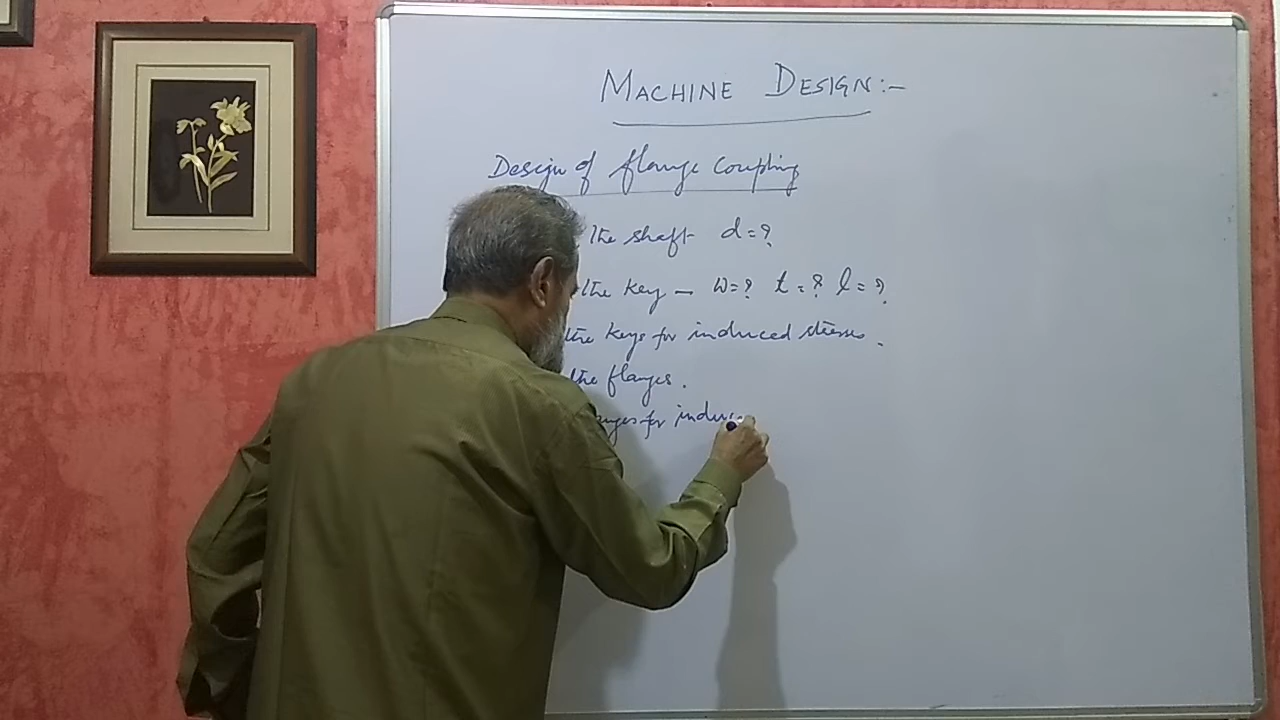 MACHINE DESIGN:-
Design of flange coupling
the shaft d=?
the key — w=? t=? l=?
the keys for induced stresses.
the flanges.
for induc